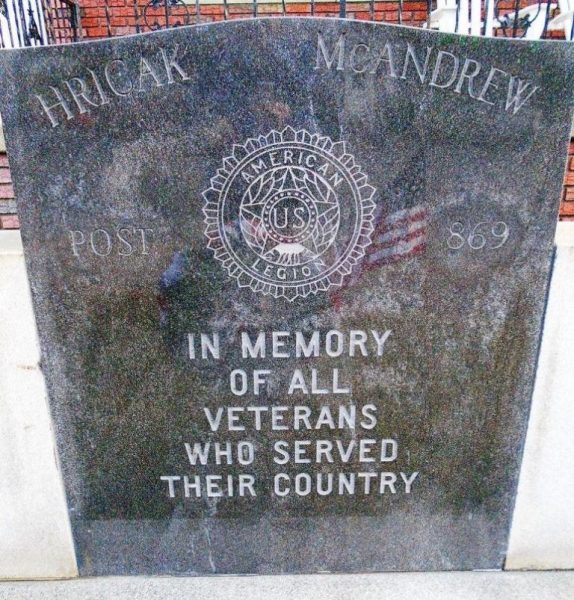 HRICAK McANDREW
AMERICAN
US
LEGION
POST 869
IN MEMORY
OF ALL
VETERANS
WHO SERVED
THEIR COUNTRY